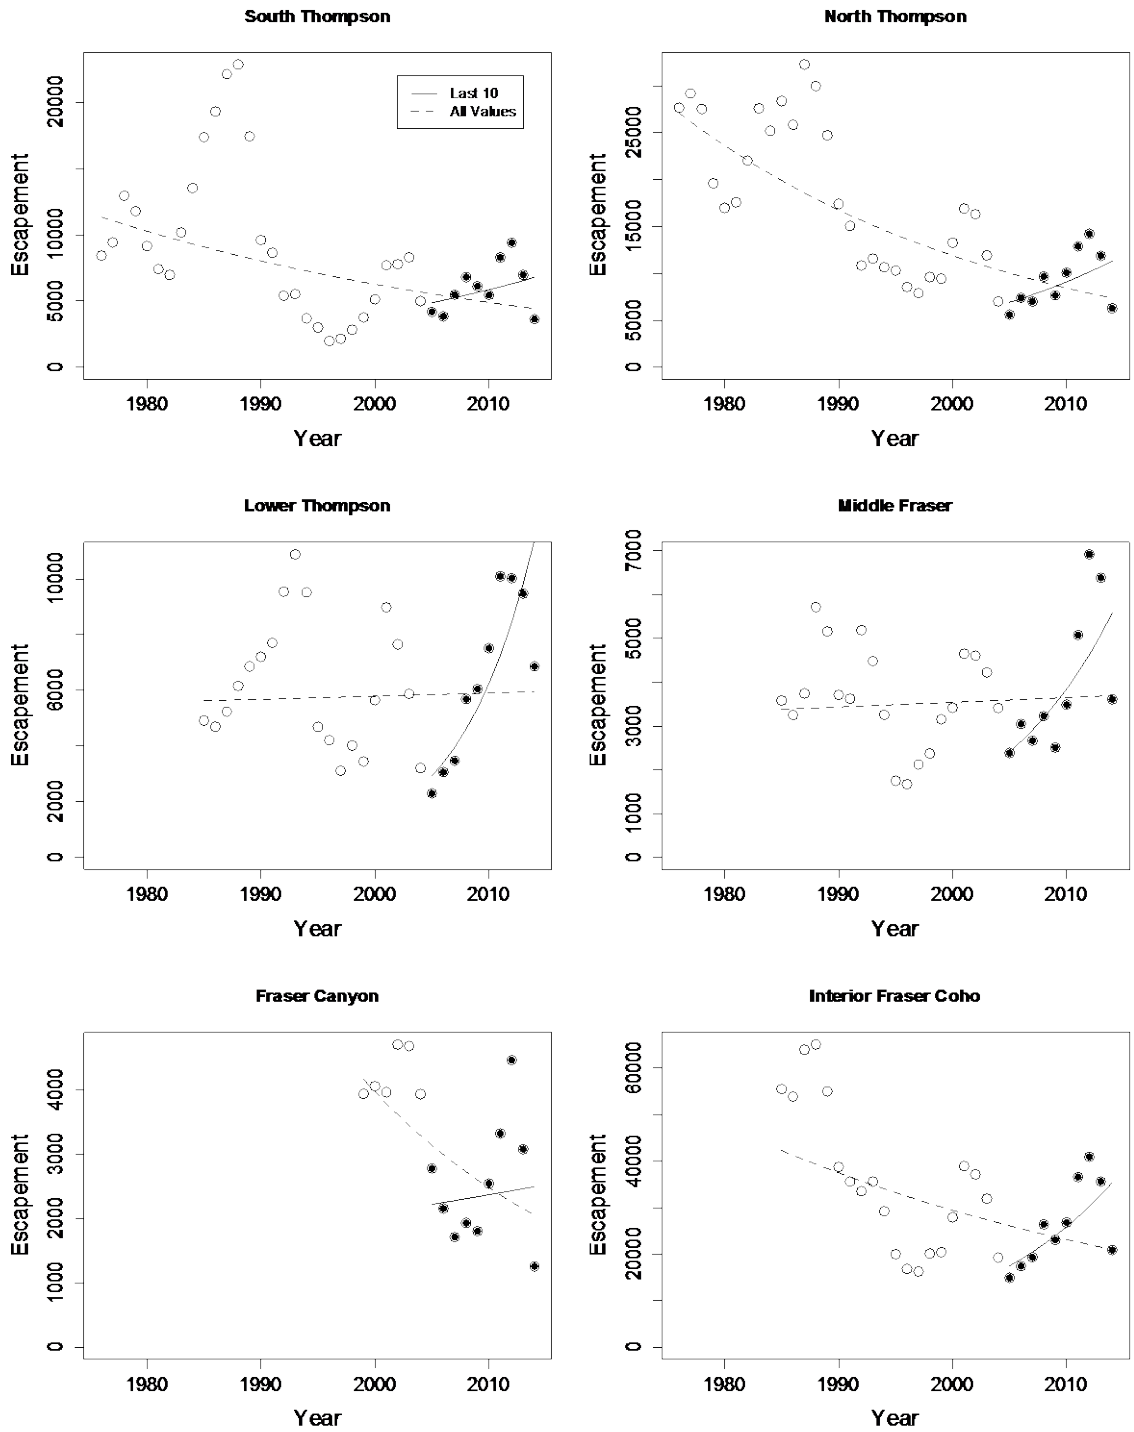 South Thompson
North Thompson
Escapement
0 5000 10000 20000
Last 10
All Values
1980 1990 2000 2010
Year
Escapement
0 5000 15000 25000
1980 1990 2000 2010
Year
Lower Thompson
Middle Fraser
Escapement
0 2000 6000 10000
1980 1990 2000 2010
Year
Escapement
0 1000 3000 5000 7000
1980 1990 2000 2010
Year
Fraser Canyon
Interior Fraser Coho
Escapement
0 1000 2000 3000 4000
1980 1990 2000 2010
Year
Escapement
0 20000 40000 60000
1980 1990 2000 2010
Year